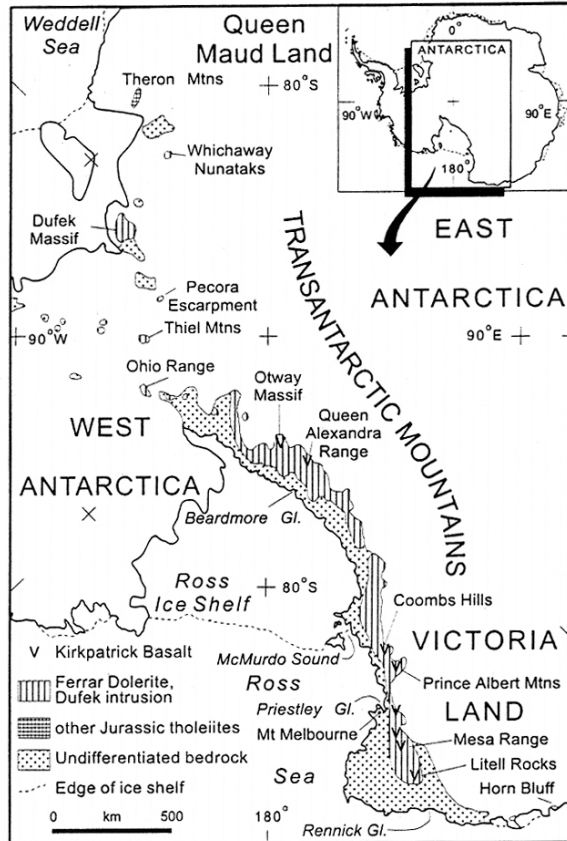 Weddell
Sea
Queen
Maud Land
Theron Mtns
80°S
ANTARCTICA
0°
90°W
90°E
180°
Whichaway
Nunataks
Dufek
Massif
EAST
ANTARCTICA
TRANSANTARCTIC MOUNTAINS
Pecora
Escarpment
90°W
Thiel Mtns
90°E
Ohio Range
Otway
Massif
Queen
Alexandra
Range
WEST
ANTARCTICA
Beardmore Gl.
Ross
Ice Shelf
80°S
Coombs Hills
VICTORIA
LAND
McMurdo Sound
Ross
Sea
Prince Albert Mtns
Priestley Gl.
Mt Melbourne
Mesa Range
Litell Rocks
Horn Bluff
Rennick Gl.
v Kirkpatrick Basalt
Ferrar Dolerite,
Dufek intrusion
other Jurassic tholeiites
Undifferentiated bedrock
Edge of ice shelf
0 km 500
180°